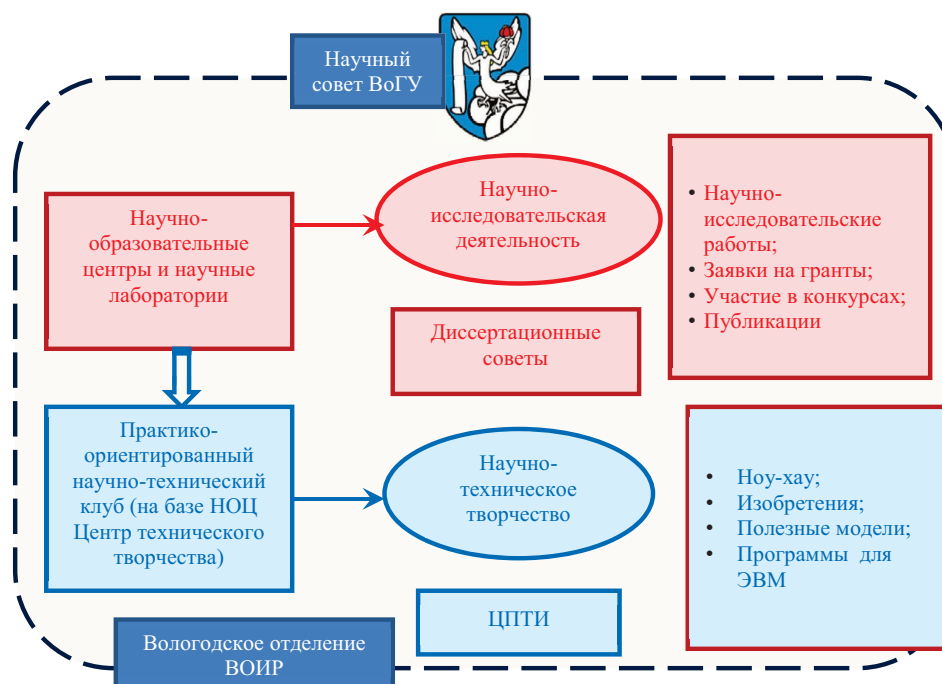 Научный
совет ВоГУ
Научно-
образовательные
центры и научные
лаборатории
Научно-
исследовательская
деятельность
• Научно-
исследовательские
работы;
• Заявки на гранты;
• Участие в конкурсах;
• Публикации
Диссертационные
советы
Практико-
ориентированный
научно-технический
клуб (на базе НОЦ
Центр технического
творчества)
Научно-
техническое
творчество
• Ноу-хау;
• Изобретения;
• Полезные модели;
• Программы для
ЭВМ
ЦПТИ
Вологодское отделение
ВОИР